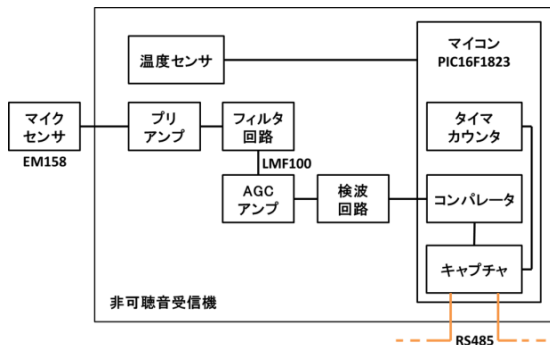 温度センサ
マイコン
PIC16F1823
マイク
センサ
EM158
プリ
アンプ
フィルタ
回路
LMF100
タイマ
カウンタ
AGC
アンプ
検波
回路
コンパレータ
キャプチャ
非可聴音受信機
RS485